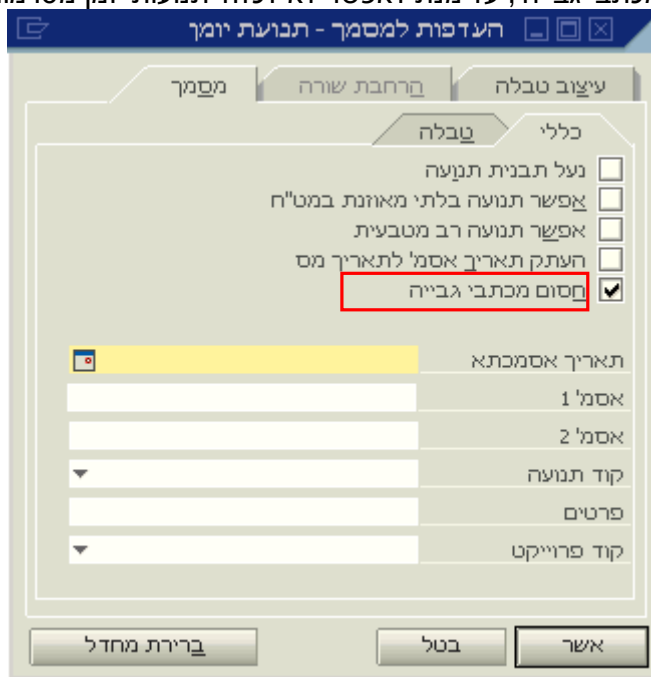 העדפות למסמך - תנועת יומן
עיצוב טבלה הרחבת שורה מסמך
כללי טבלה
נעל תבנית תנועה
אפשר תנועה בלתי מאוזנת במט"ח
אפשר תנועה רב מטבעית
העתק תאריך אסמ' לתאריך מס
חסום מכתבי גבייה
תאריך אסמכתא
אסמ' 1
אסמ' 2
קוד תנועה
פרטים
קוד פרוייקט
אשר בטל ברירת מחדל